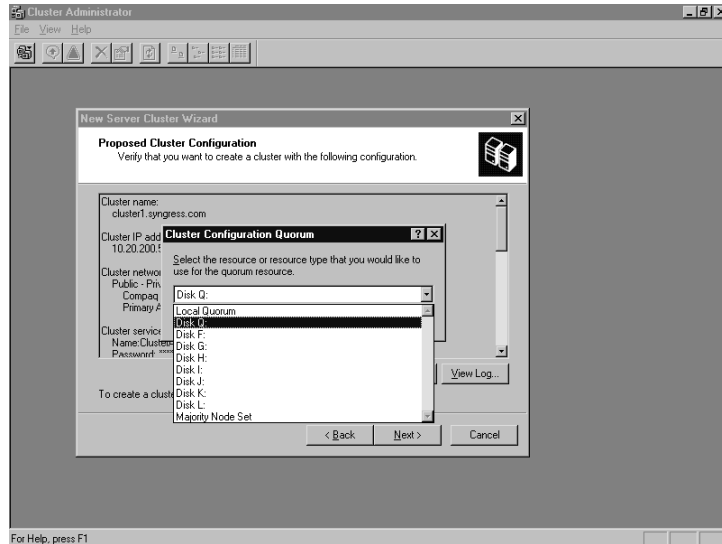 Cluster Administrator
File View Help
New Server Cluster Wizard
Proposed Cluster Configuration
Verify that you want to create a cluster with the following configuration.
Cluster name:
cluster1.syngress.com
Cluster IP add
10.20.200.
Cluster networ
Public - Priv
Compaq
Primary A
Cluster service
Name:Cluster
Password: ***
Cluster Configuration Quorum
Select the resource or resource type that you would like to
use for the quorum resource.
Disk Q:
Local Quorum
Disk Q:
Disk F:
Disk G:
Disk H:
Disk I:
Disk J:
Disk K:
Disk L:
Majority Node Set
View Log...
To create a cluste
< Back Next > Cancel
For Help, press F1